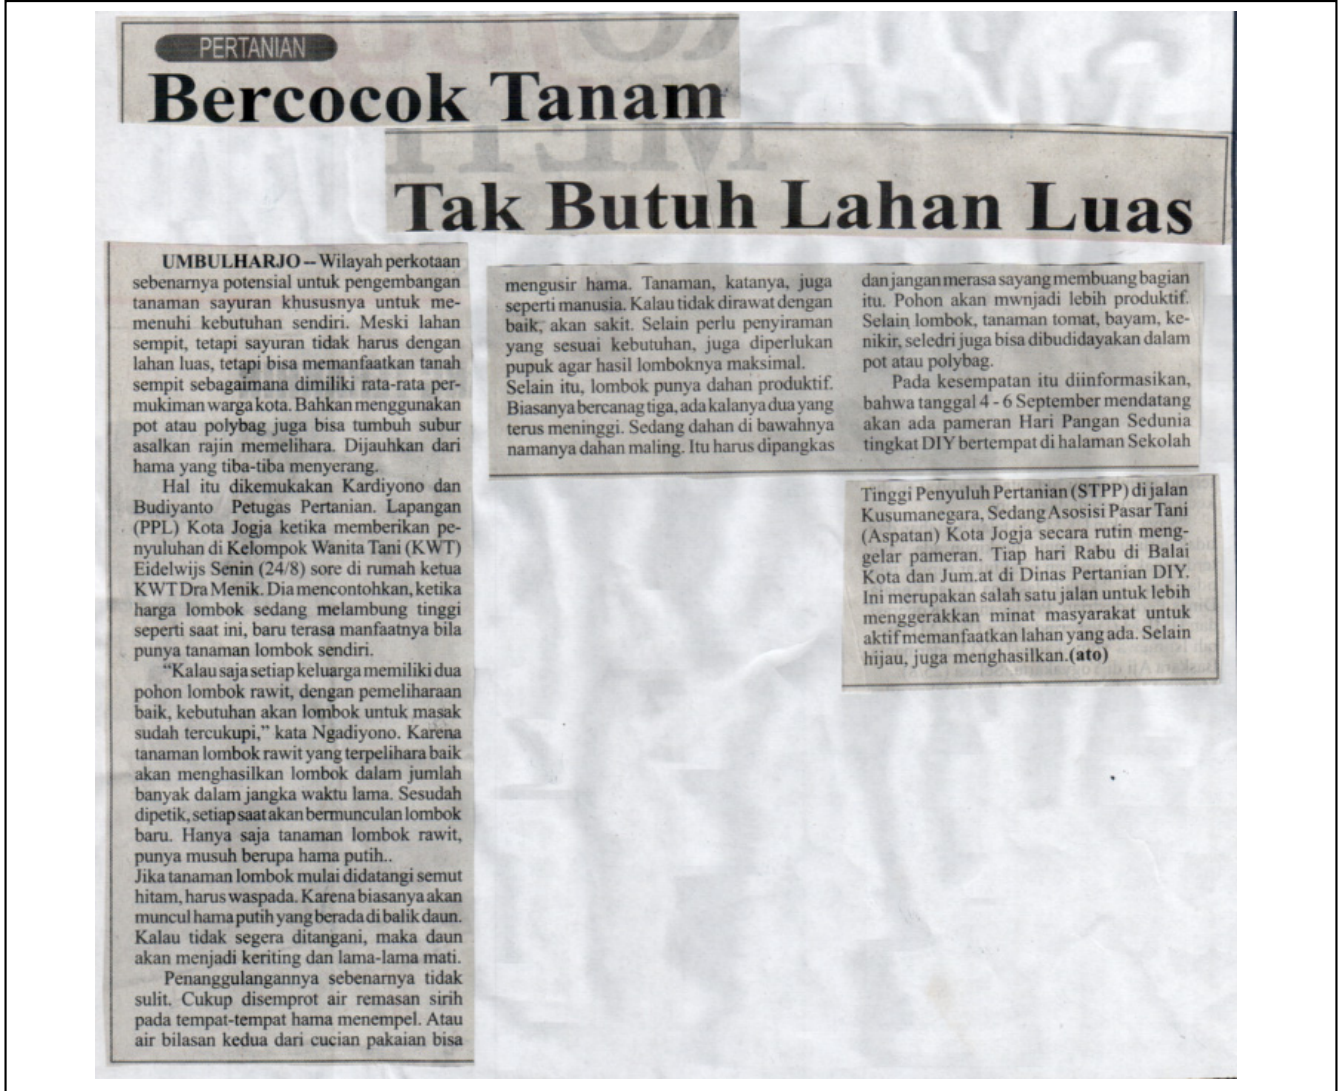 PERTANIAN
Bercocok Tanam
Tak Butuh Lahan Luas
UMBULHARJO -- Wilayah perkotaan
sebenarnya potensial untuk pengembangan
tanaman sayuran khususnya untuk me-
menuhi kebutuhan sendiri. Meski lahan
sempit, tetapi sayuran tidak harus dengan
lahan luas, tetapi bisa memanfaatkan tanah
sempit sebagaimana dimiliki rata-rata per-
mukiman warga kota. Bahkan menggunakan
pot atau polybag juga bisa tumbuh subur
asalkan rajin memelihara. Dijauhkan dari
hama yang tiba-tiba menyerang.
Hal itu dikemukakan Kardiyono dan
Budiyanto Petugas Pertanian. Lapangan
(PPL) Kota Jogja ketika memberikan pe-
nyuluhan di Kelompok Wanita Tani (KWT)
Eidelwijs Senin (24/8) sore di rumah ketua
KWT Dra Menik. Dia mencontohkan, ketika
harga lombok sedang melambung tinggi
seperti saat ini, baru terasa manfaatnya bila
punya tanaman lombok sendiri.
"Kalau saja setiap keluarga memiliki dua
pohon lombok rawit, dengan pemeliharaan
baik, kebutuhan akan lombok untuk masak
sudah tercukupi," kata Ngadiyono. Karena
tanaman lombok rawit yang terpelihara baik
akan menghasilkan lombok dalam jumlah
banyak dalam jangka waktu lama. Sesudah
dipetik, setiap saat akan bermunculan lombok
baru. Hanya saja tanaman lombok rawit,
punya musuh berupa hama putih..
Jika tanaman lombok mulai didatangi semut
hitam, harus waspada. Karena biasanya akan
muncul hama putih yang berada di balik daun.
Kalau tidak segera ditangani, maka daun
akan menjadi keriting dan lama-lama mati.
Penanggulangannya sebenarnya tidak
sulit. Cukup disemprot air remasan sirih
pada tempat-tempat hama menempel. Atau
air bilasan kedua dari cucian pakaian bisa
mengusir hama. Tanaman, katanya, juga
seperti manusia. Kalau tidak dirawat dengan
baik, akan sakit. Selain perlu penyiraman
yang sesuai kebutuhan, juga diperlukan
pupuk agar hasil lomboknya maksimal.
Selain itu, lombok punya dahan produktif.
Biasanya bercanag tiga, ada kalanya dua yang
terus meninggi. Sedang dahan di bawahnya
namanya dahan maling. Itu harus dipangkas
dan jangan merasa sayang membuang bagian
itu. Pohon akan mwnjadi lebih produktif.
Selain lombok, tanaman tomat, bayam, ke-
nikir, seledri juga bisa dibudidayakan dalam
pot atau polybag.
Pada kesempatan itu diinformasikan,
bahwa tanggal 4 - 6 September mendatang
akan ada pameran Hari Pangan Sedunia
tingkat DIY bertempat di halaman Sekolah
Tinggi Penyuluh Pertanian (STPP) di jalan
Kusumanegara, Sedang Asosisi Pasar Tani
(Aspatan) Kota Jogja secara rutin meng-
gelar pameran. Tiap hari Rabu di Balai
Kota dan Jum.at di Dinas Pertanian DIY.
Ini merupakan salah satu jalan untuk lebih
menggerakkan minat masyarakat untuk
aktif memanfaatkan lahan yang ada. Selain
hijau, juga menghasilkan.(ato)